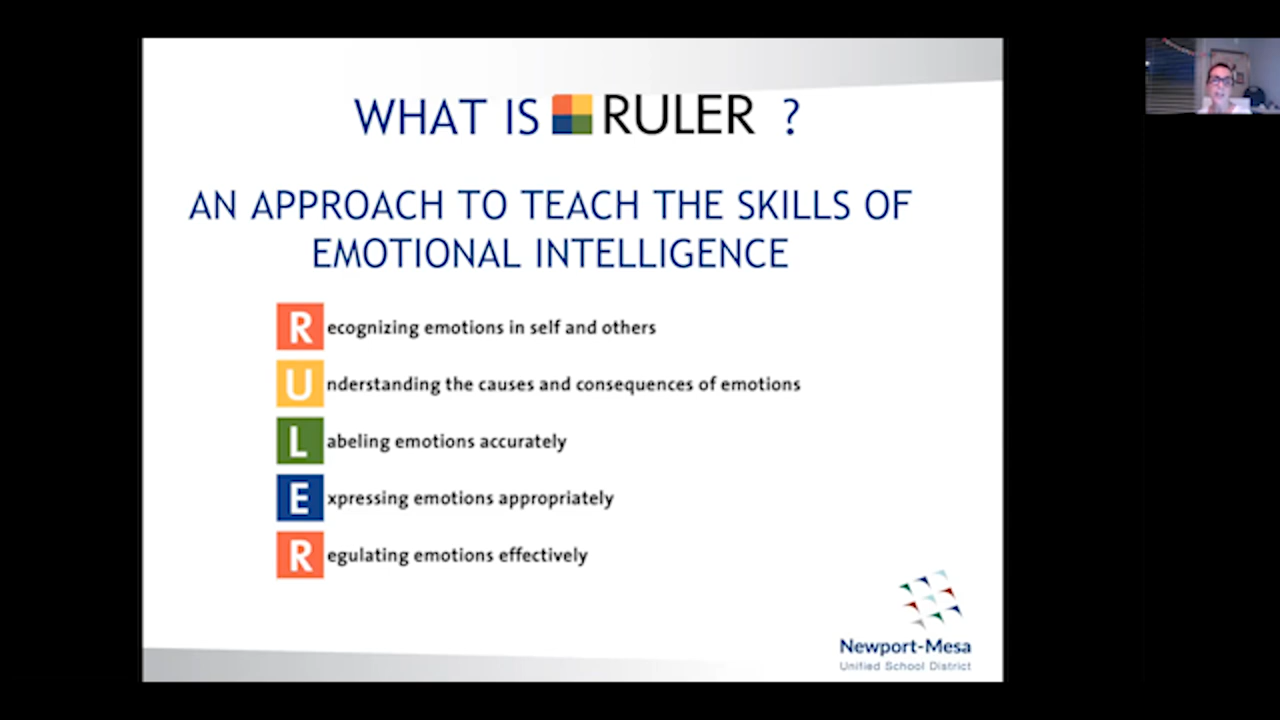 WHAT IS RULER ?
AN APPROACH TO TEACH THE SKILLS OF
EMOTIONAL INTELLIGENCE
Recognizing emotions in self and others
Understanding the causes and consequences of emotions
Labeling emotions accurately
Expressing emotions appropriately
Regulating emotions effectively
Newport-Mesa
Unified School District